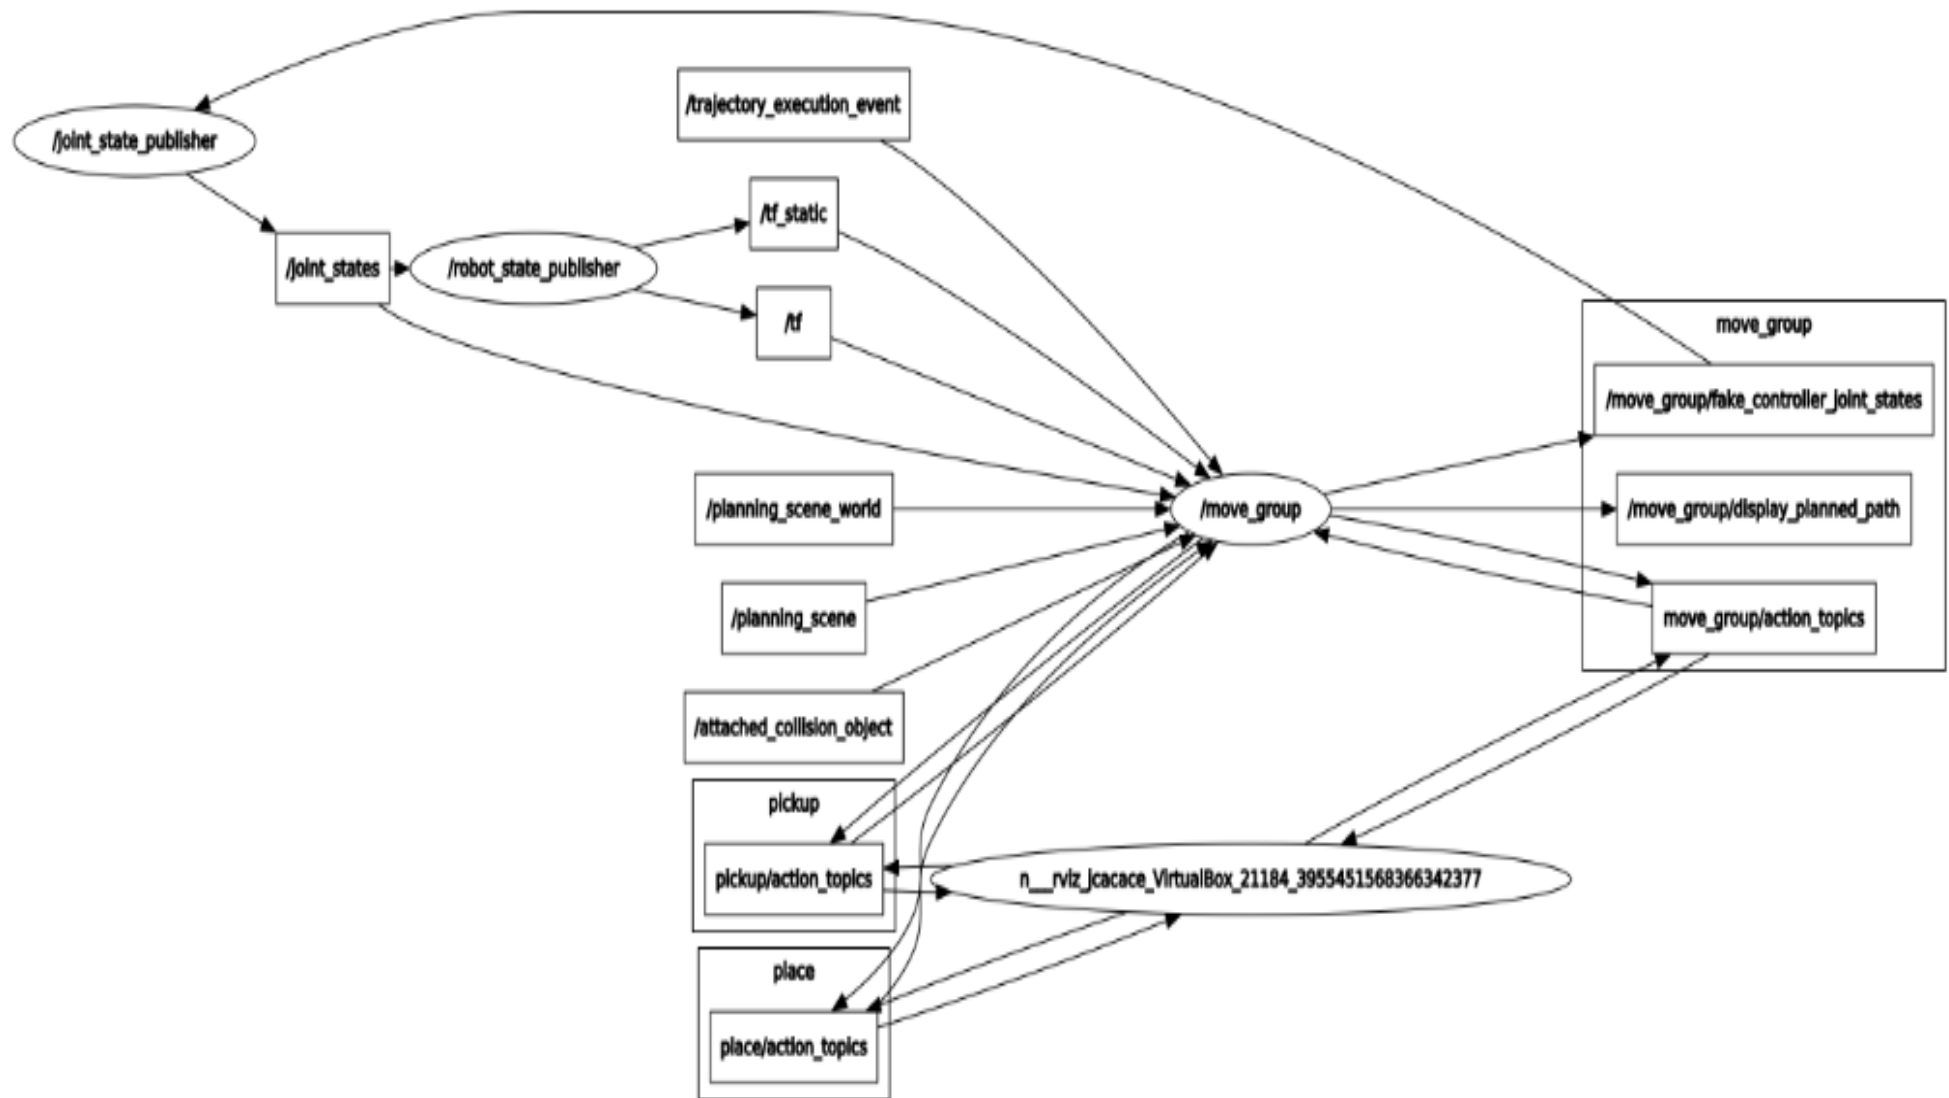 /joint_state_publisher
/trajectory_execution_event
/tf_static
/joint_states
/robot_state_publisher
/tf
move_group
/move_group/fake_controller_joint_states
/planning_scene_world
/move_group
/move_group/display_planned_path
/planning_scene
move_group/action_topics
/attached_collision_object
pickup
pickup/action_topics
n___rviz_jcacace_VirtualBox_21184_3955451568366342377
place
place/action_topics